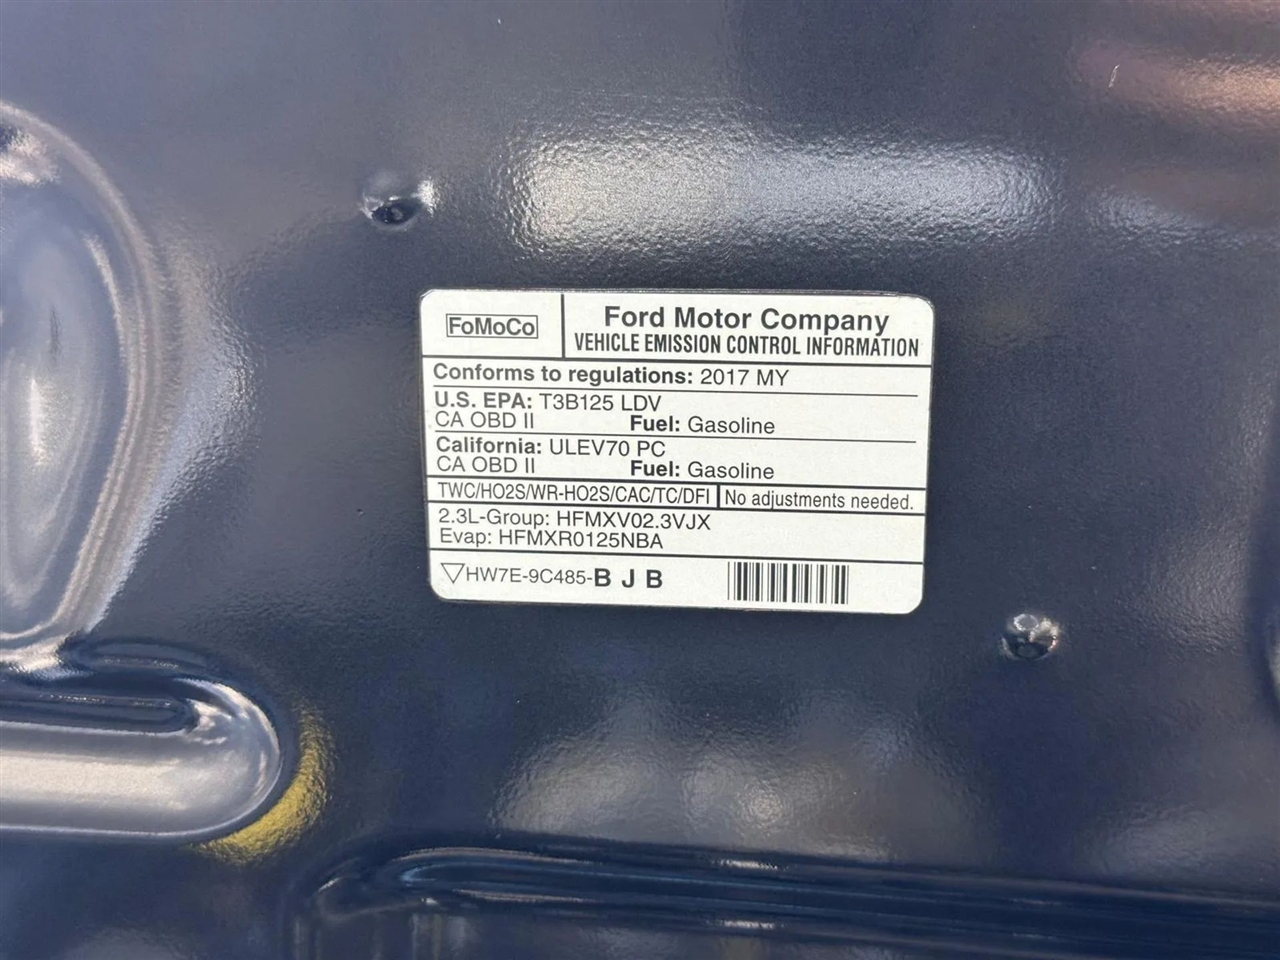 FoMoCo
Ford Motor Company
VEHICLE EMISSION CONTROL INFORMATION
Conforms to regulations: 2017 MY
U.S. EPA: T3B125 LDV
CA OBD II Fuel: Gasoline
California: ULEV70 PC
CA OBD II Fuel: Gasoline
TWC/HO2S/WR-HO2S/CAC/TC/DFI No adjustments needed.
2.3L-Group: HFMXV02.3VJX
Evap: HFMXR0125NBA
HW7E-9C485-B J B